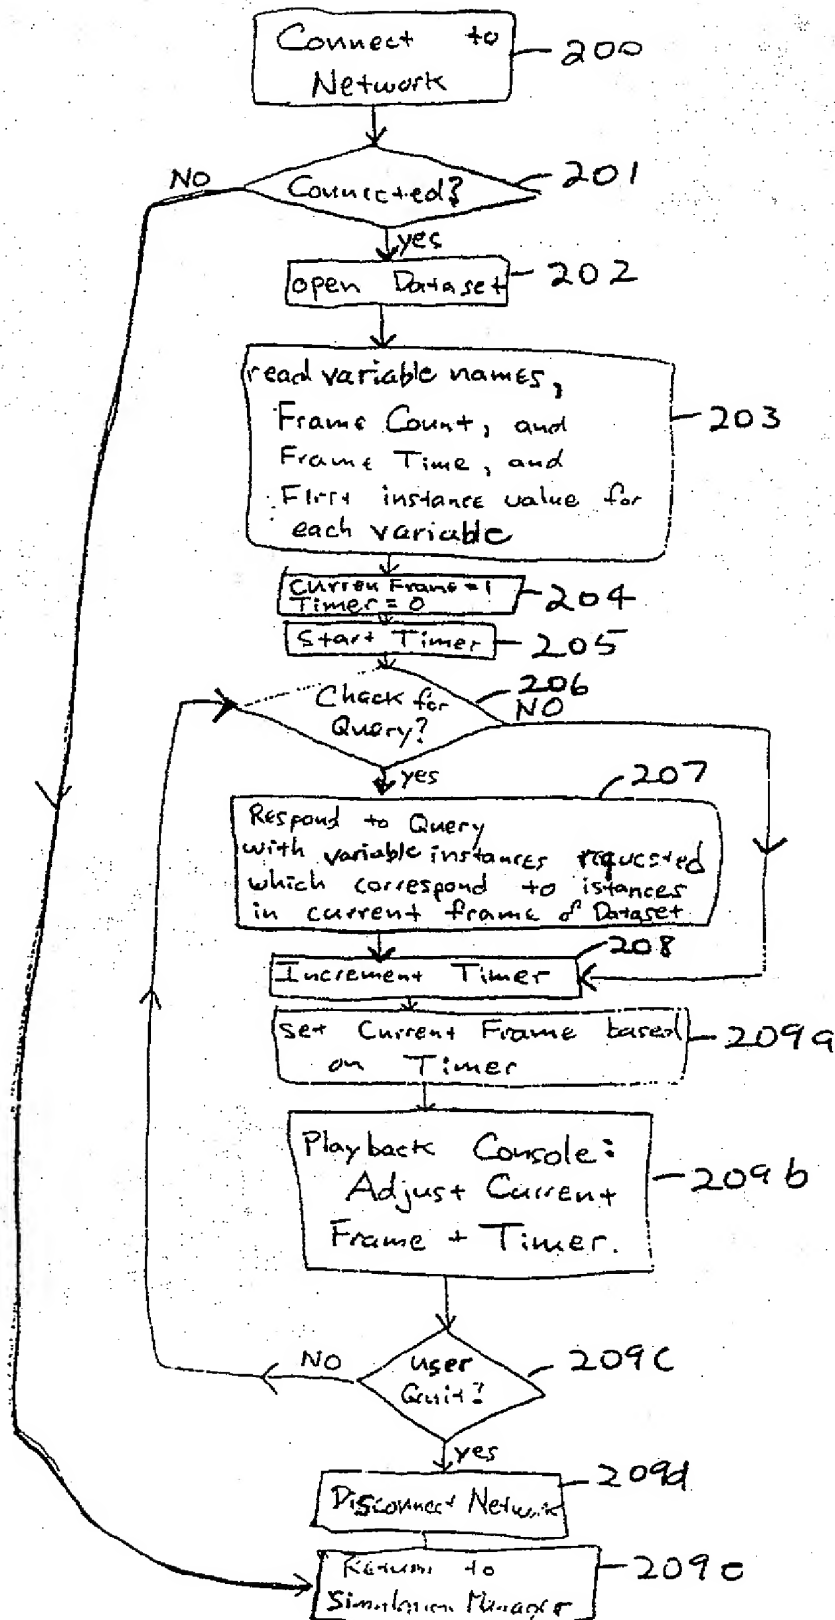 Connect to
Network
200
NO
Connected?
201
yes
open Dataset
202
read variable names,
Frame Count, and
Frame Time, and
First instance value for
each variable
203
Curren Frame = 1
Timer = 0
204
Start Timer
205
Check for
Query?
206
NO
yes
207
Respond to Query
with variable instances requested
which correspond to istances
in current frame of Dataset
208
Increment Timer
set Current Frame based
on Timer
209a
Playback Console:
Adjust Current
Frame + Timer.
209b
NO
user
Quit?
209c
yes
209d
Disconnect Network
Return to
Simulation Manager
209e